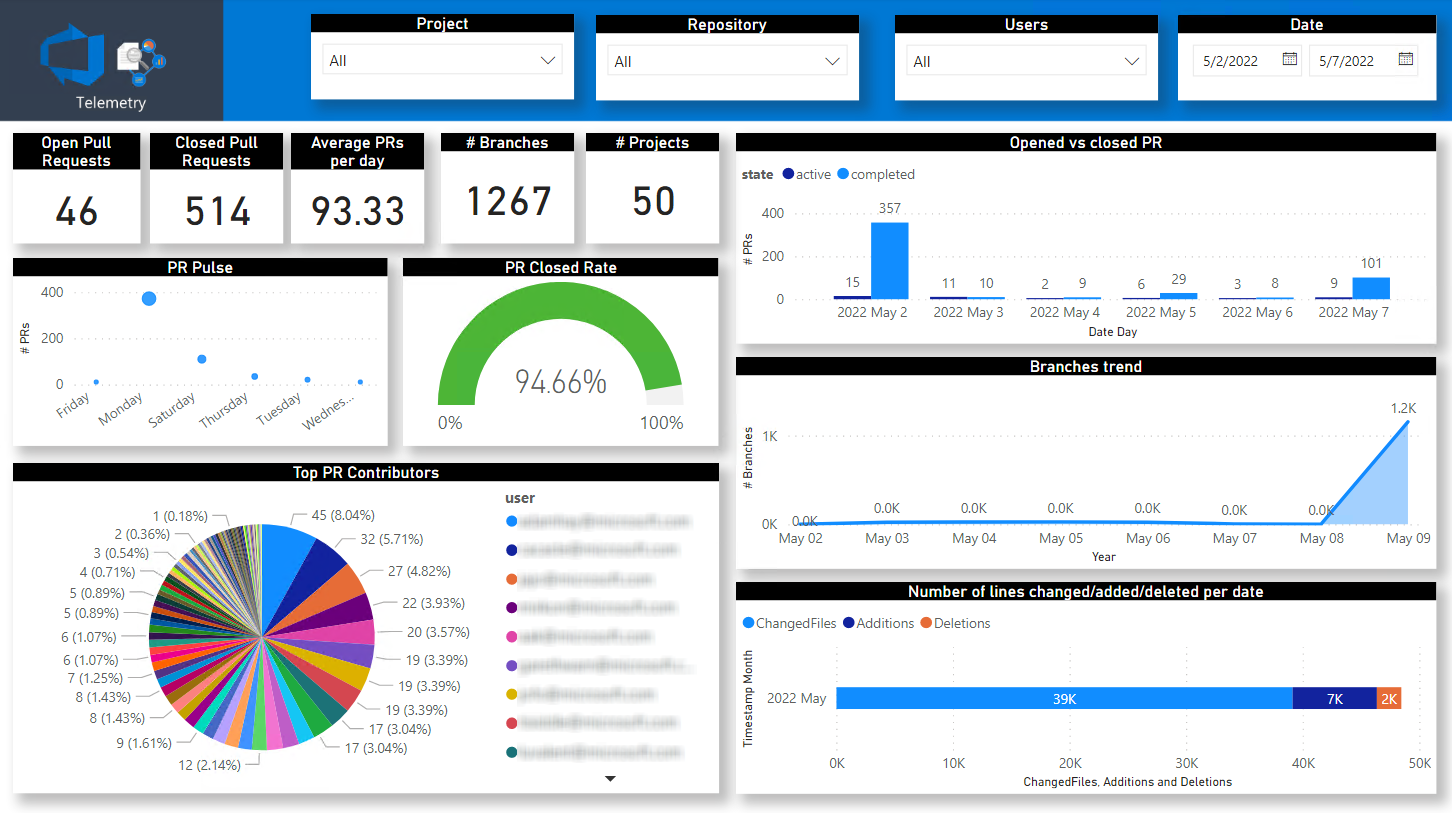 Telemetry
Project
All
Repository
All
Users
All
Date
5/2/2022
5/7/2022
Open Pull
Requests
46
Closed Pull
Requests
514
Average PRs
per day
93.33
# Branches
1267
# Projects
50
PR Pulse
# PRs
400
200
0
Friday
Monday
Saturday
Thursday
Tuesday
Wednes...
PR Closed Rate
94.66%
0%
100%
Top PR Contributors
45 (8.04%)
32 (5.71%)
27 (4.82%)
22 (3.93%)
20 (3.57%)
19 (3.39%)
19 (3.39%)
19 (3.39%)
17 (3.04%)
17 (3.04%)
12 (2.14%)
9 (1.61%)
8 (1.43%)
8 (1.43%)
7 (1.25%)
6 (1.07%)
6 (1.07%)
5 (0.89%)
5 (0.89%)
4 (0.71%)
3 (0.54%)
2 (0.36%)
1 (0.18%)
user
Opened vs closed PR
state active completed
# PRs
400
200
0
15 357
11 10
2 9
6 29
3 8
9 101
2022 May 2 2022 May 3 2022 May 4 2022 May 5 2022 May 6 2022 May 7
Date Day
Branches trend
# Branches
1K
0K
0.0K 0.0K 0.0K 0.0K 0.0K 0.0K 0.0K 1.2K
May 02 May 03 May 04 May 05 May 06 May 07 May 08 May 09
Year
Number of lines changed/added/deleted per date
ChangedFiles Additions Deletions
Timestamp Month
2022 May
39K 7K 2K
0K 10K 20K 30K 40K 50K
ChangedFiles, Additions and Deletions